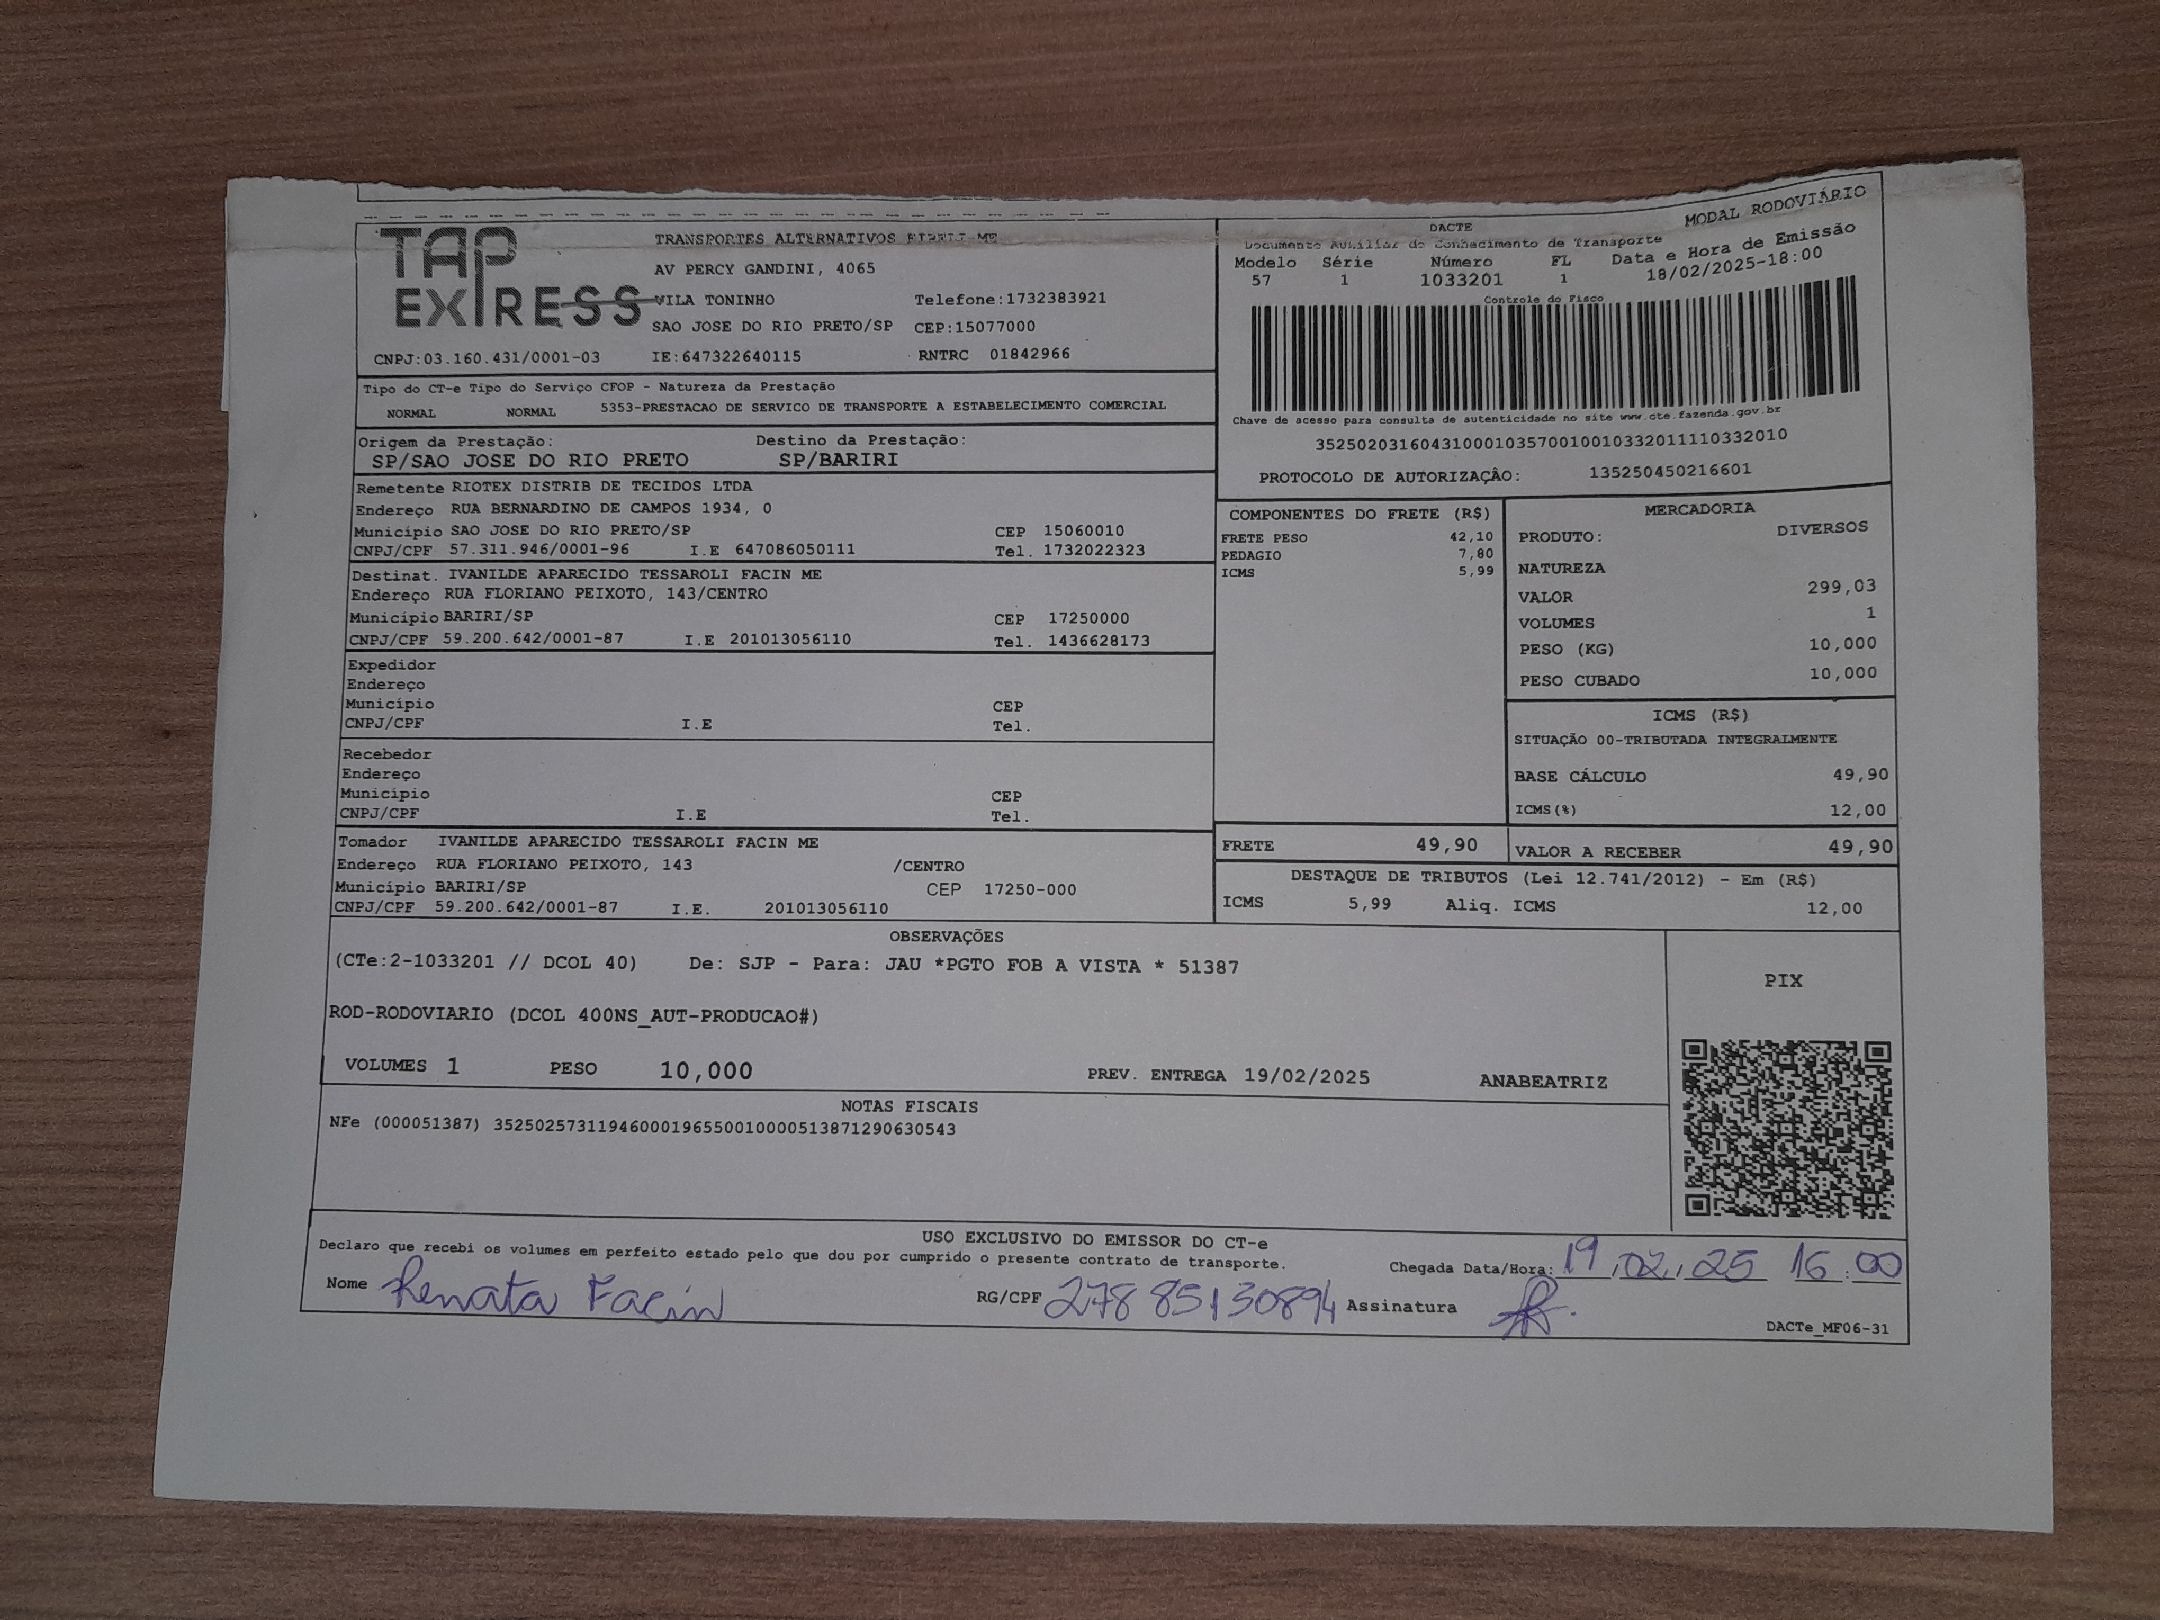 TAP
EXPRESS
TRANSPORTES ALTERNATIVOS EIRELI-ME
AV PERCY GANDINI, 4065
VILA TONINHO Telefone:1732383921
SAO JOSE DO RIO PRETO/SP CEP:15077000
CNPJ:03.160.431/0001-03 IE:647322640115 RNTRC 01842966
DACTE MODAL RODOVIÁRIO
Documento Auxiliar do Conhecimento de Transporte
Modelo Série Número FL Data e Hora de Emissão
57 1 1033201 1 18/02/2025-18:00
Controle do Fisco
Chave de acesso para consulta de autenticidade no site www.cte.fazenda.gov.br
35250203160431000103570010010332011110332010
PROTOCOLO DE AUTORIZAÇÂO: 135250450216601
Tipo do CT-e Tipo do Serviço CFOP - Natureza da Prestação
NORMAL NORMAL 5353-PRESTACAO DE SERVICO DE TRANSPORTE A ESTABELECIMENTO COMERCIAL
Origem da Prestação: Destino da Prestação:
SP/SAO JOSE DO RIO PRETO SP/BARIRI
Remetente RIOTEX DISTRIB DE TECIDOS LTDA
Endereço RUA BERNARDINO DE CAMPOS 1934, 0
Município SAO JOSE DO RIO PRETO/SP CEP 15060010
CNPJ/CPF 57.311.946/0001-96 I.E 647086050111 Tel. 1732022323
Destinat. IVANILDE APARECIDO TESSAROLI FACIN ME
Endereço RUA FLORIANO PEIXOTO, 143/CENTRO
Município BARIRI/SP CEP 17250000
CNPJ/CPF 59.200.642/0001-87 I.E 201013056110 Tel. 1436628173
Expedidor
Endereço
Município CEP
CNPJ/CPF I.E Tel.
Recebedor
Endereço
Município CEP
CNPJ/CPF I.E Tel.
Tomador IVANILDE APARECIDO TESSAROLI FACIN ME
Endereço RUA FLORIANO PEIXOTO, 143 /CENTRO
Município BARIRI/SP CEP 17250-000
CNPJ/CPF 59.200.642/0001-87 I.E. 201013056110
COMPONENTES DO FRETE (R$)
FRETE PESO 42,10
PEDAGIO 7,80
ICMS 5,99
MERCADORIA
PRODUTO: DIVERSOS
NATUREZA
VALOR 299,03
VOLUMES 1
PESO (KG) 10,000
PESO CUBADO 10,000
ICMS (R$)
SITUAÇÃO 00-TRIBUTADA INTEGRALMENTE
BASE CÁLCULO 49,90
ICMS(%) 12,00
FRETE 49,90 VALOR A RECEBER 49,90
DESTAQUE DE TRIBUTOS (Lei 12.741/2012) - Em (R$)
ICMS 5,99 Aliq. ICMS 12,00
OBSERVAÇÕES
(CTe:2-1033201 // DCOL 40) De: SJP - Para: JAU *PGTO FOB A VISTA * 51387
ROD-RODOVIARIO (DCOL 400NS_AUT-PRODUCAO#)
VOLUMES 1 PESO 10,000 PREV. ENTREGA 19/02/2025 ANABEATRIZ
PIX
NOTAS FISCAIS
NFe (000051387) 35250257311946000196550010000513871290630543
USO EXCLUSIVO DO EMISSOR DO CT-e
Declaro que recebi os volumes em perfeito estado pelo que dou por cumprido o presente contrato de transporte.
Chegada Data/Hora: 19,02,25 16:00
Nome Renata Facin RG/CPF 27885130894 Assinatura
DACTe_MF06-31